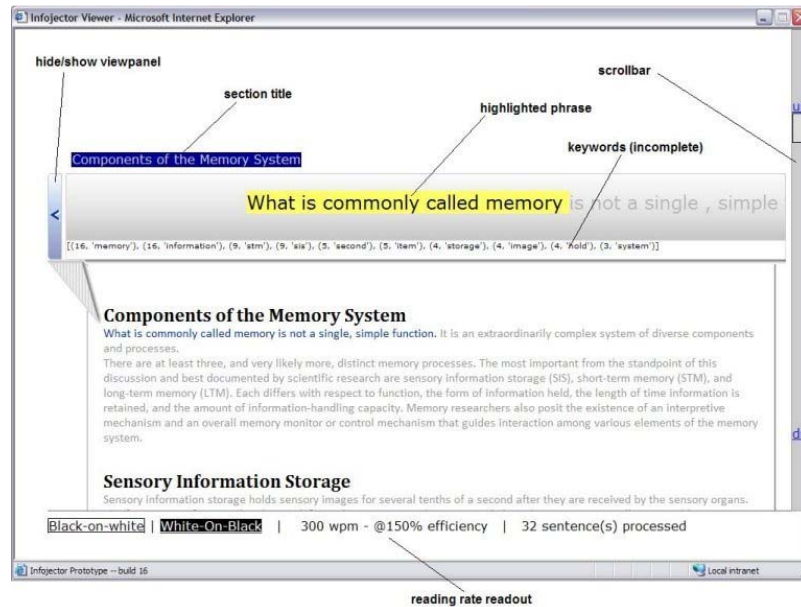 Infojector Viewer - Microsoft Internet Explorer
hide/show viewpanel
scrollbar
section title
highlighted phrase
keywords (incomplete)
Components of the Memory System
<
What is commonly called memory is not a single , simple
[(16, 'memory'), (16, 'information'), (9, 'stm'), (9, 'sis'), (5, 'second'), (5, 'item'), (4, 'storage'), (4, 'image'), (4, 'hold'), (3, 'system')]
Components of the Memory System
What is commonly called memory is not a single, simple function. It is an extraordinarily complex system of diverse components
and processes.
There are at least three, and very likely more, distinct memory processes. The most important from the standpoint of this
discussion and best documented by scientific research are sensory information storage (SIS), short-term memory (STM), and
long-term memory (LTM). Each differs with respect to function, the form of information held, the length of time information is
retained, and the amount of information-handling capacity. Memory researchers also posit the existence of an interpretive
mechanism and an overall memory monitor or control mechanism that guides interaction among various elements of the memory
system.
Sensory Information Storage
Sensory information storage holds sensory images for several tenths of a second after they are received by the sensory organs.
Black-on-white | White-On-Black | 300 wpm - @150% efficiency | 32 sentence(s) processed
Infojector Prototype -- build 16
Local intranet
reading rate readout